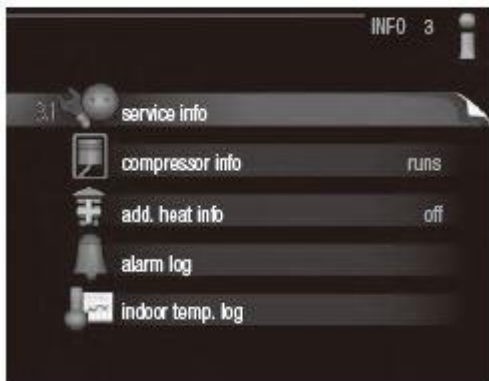 INFO 3
3.1 service info
compressor info runs
add. heat info off
alarm log
indoor temp. log